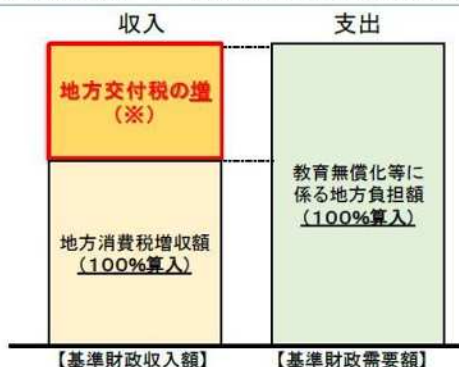 収入
支出
地方交付税の増
（※）
地方消費税増収額
（100%算入）
教育無償化等に
係る地方負担額
（100%算入）
【基準財政収入額】
【基準財政需要額】